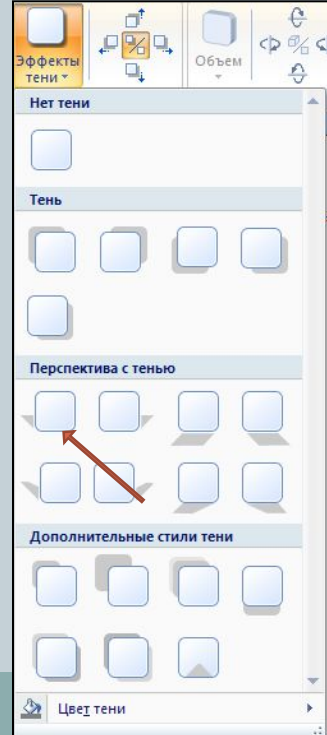 Эффекты
тени
Объем
Нет тени
Тень
Перспектива с тенью
Дополнительные стили тени
Цвет тени